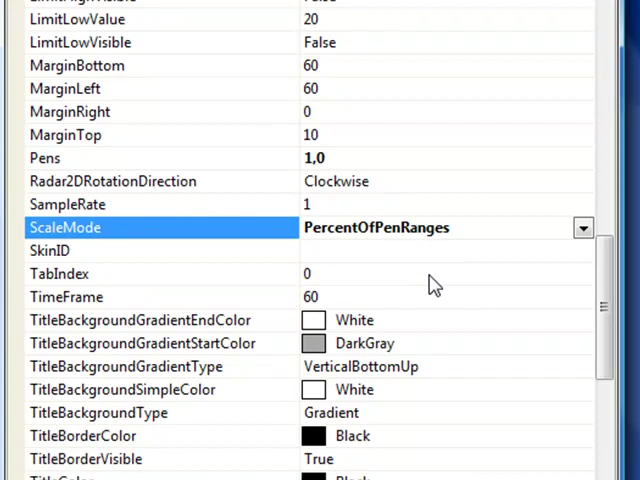 LimitLowValue 20
LimitLowVisible False
MarginBottom 60
MarginLeft 60
MarginRight 0
MarginTop 10
Pens 1,0
Radar2DRotationDirection Clockwise
SampleRate 1
ScaleMode PercentOfPenRanges
SkinID
TabIndex 0
TimeFrame 60
TitleBackgroundGradientEndColor White
TitleBackgroundGradientStartColor DarkGray
TitleBackgroundGradientType VerticalBottomUp
TitleBackgroundSimpleColor White
TitleBackgroundType Gradient
TitleBorderColor Black
TitleBorderVisible True